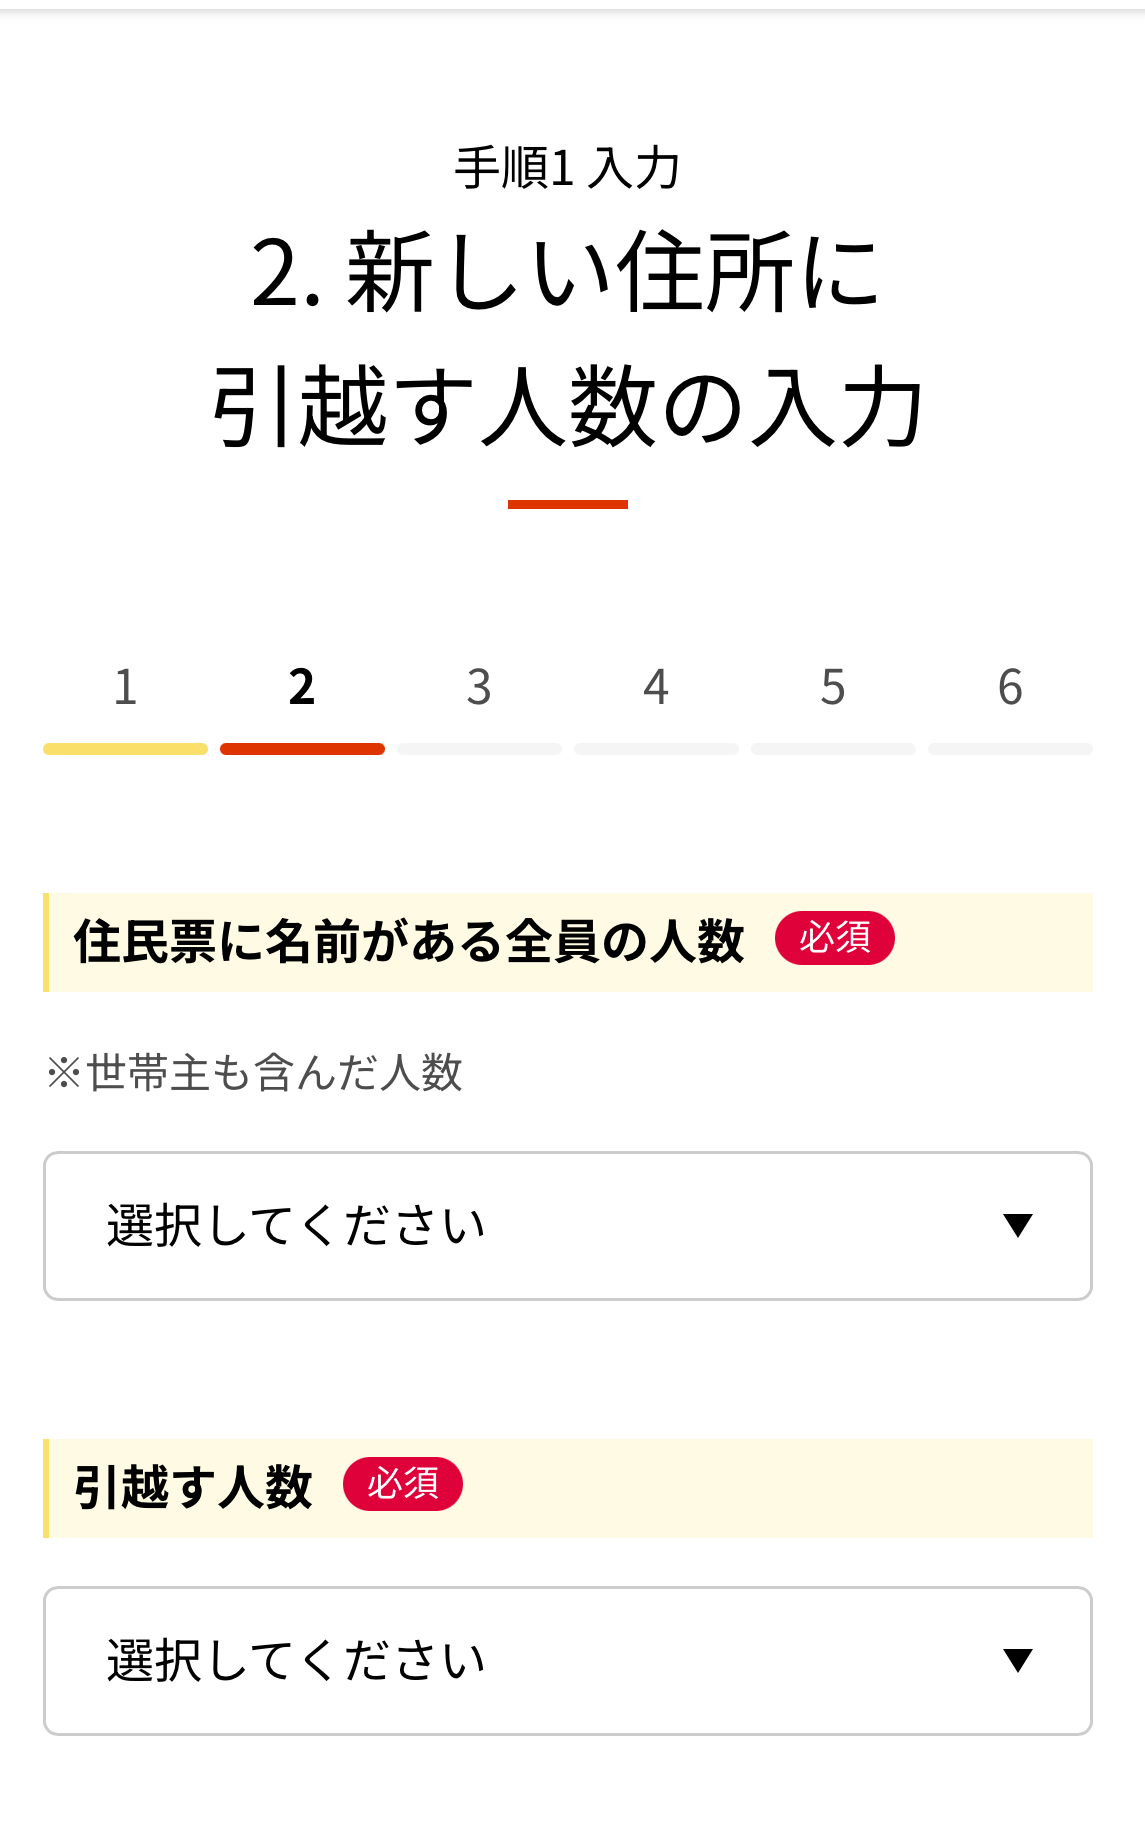 手順1 入力
2. 新しい住所に
引越す人数の入力
1 2 3 4 5 6
住民票に名前がある全員の人数 必須
※世帯主も含んだ人数
選択してください ▼
引越す人数 必須
選択してください ▼